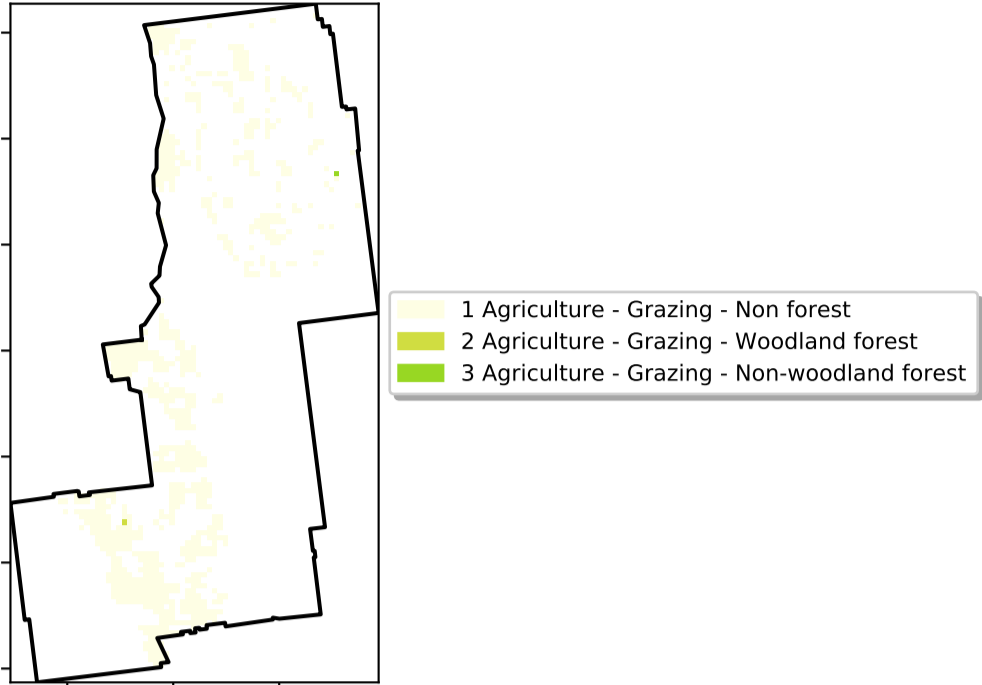 1 Agriculture - Grazing - Non forest
2 Agriculture - Grazing - Woodland forest
3 Agriculture - Grazing - Non-woodland forest